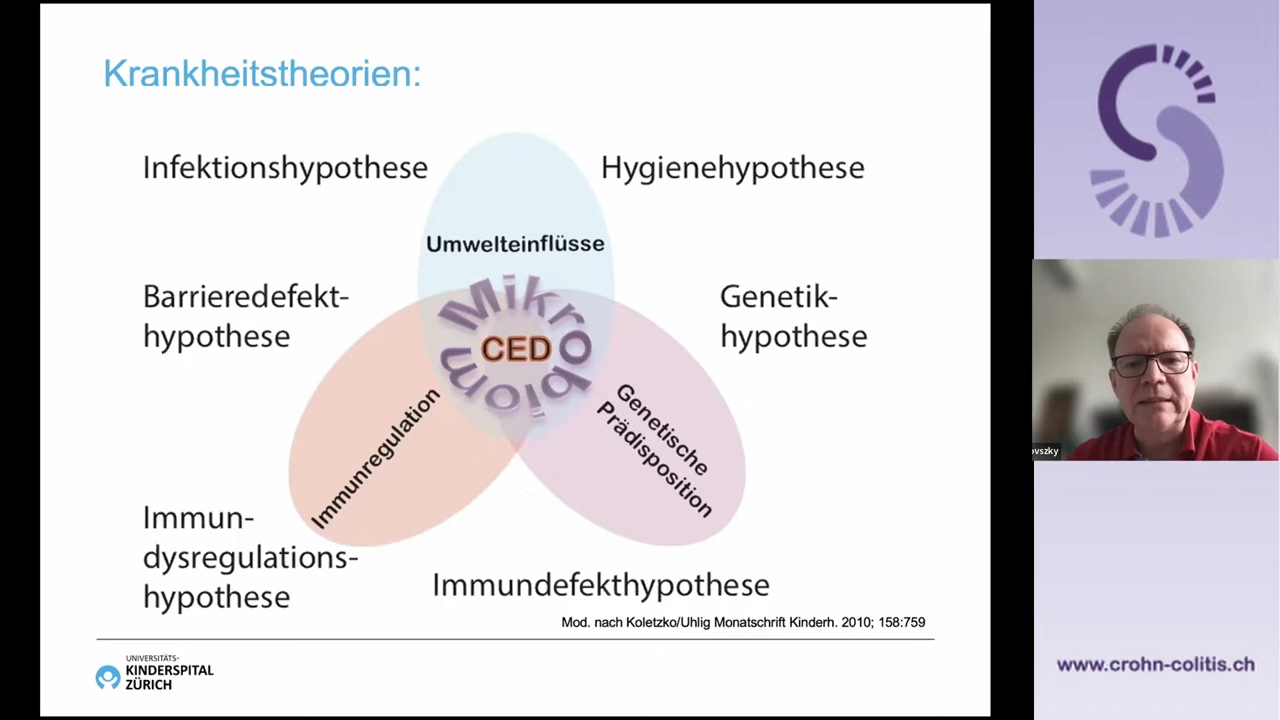 Krankheitstheorien:
Infektionshypothese
Hygienehypothese
Umwelteinflüsse
Barrieredefekt-
hypothese
Genetik-
hypothese
Mikrobiom
CED
Immunregulation
Genetische
Prädisposition
Immun-
dysregulations-
hypothese
Immundefekthypothese
Mod. nach Koletzko/Uhlig Monatschrift Kinderh. 2010; 158:759
UNIVERSITÄTS-
KINDERSPITAL
ZÜRICH
ovszky
www.crohn-colitis.ch